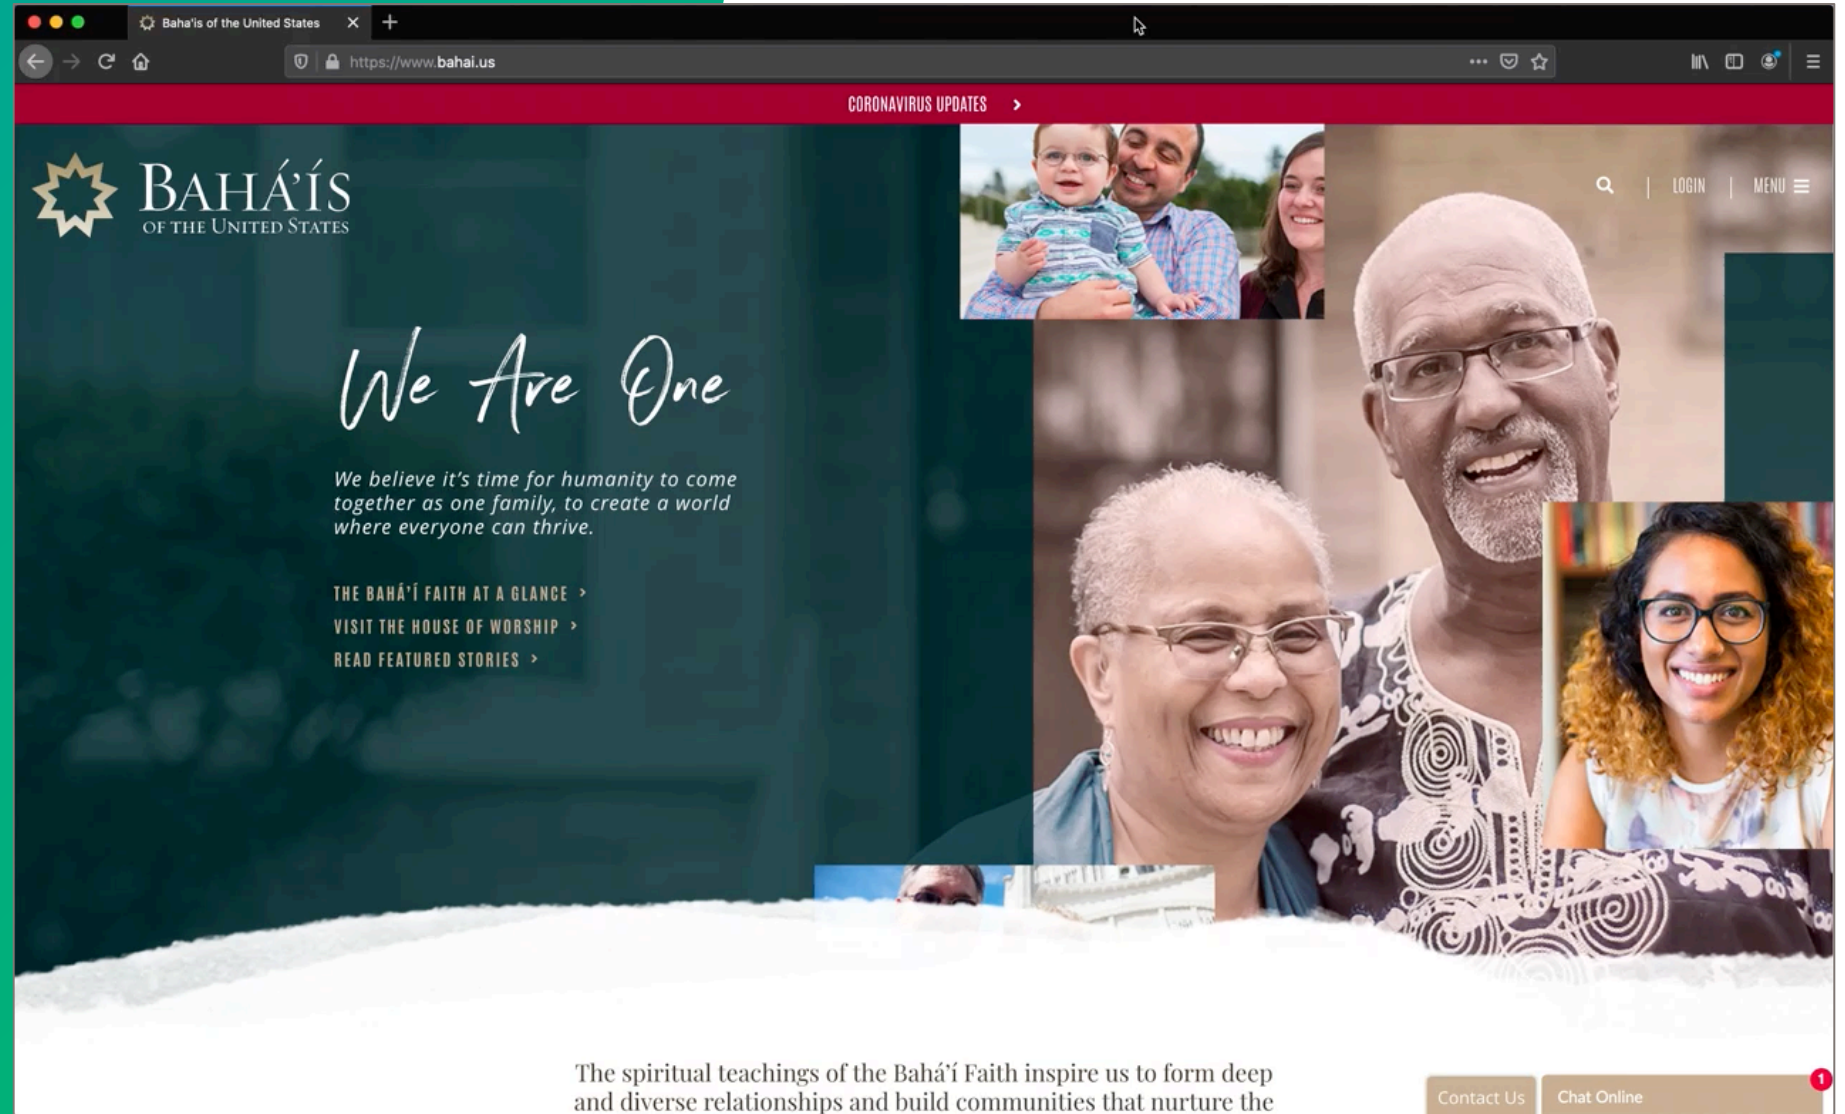 Baha'is of the United States
https://www.bahai.us
CORONAVIRUS UPDATES
BAHÁ'ÍS
OF THE UNITED STATES
LOGIN
MENU
We Are One
We believe it's time for humanity to come
together as one family, to create a world
where everyone can thrive.
THE BAHÁ'Í FAITH AT A GLANCE
VISIT THE HOUSE OF WORSHIP
READ FEATURED STORIES
The spiritual teachings of the Bahá'í Faith inspire us to form deep
and diverse relationships and build communities that nurture the
Contact Us
Chat Online
1